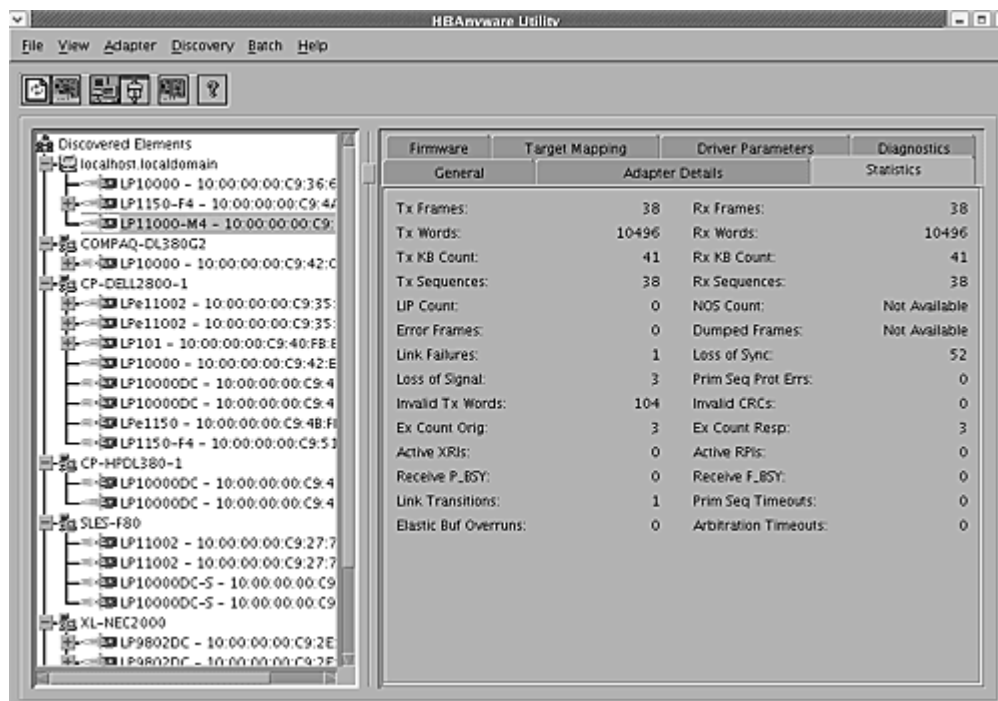 HBAnyware Utility
File View Adapter Discovery Batch Help
Discovered Elements
localhost.localdomain
LP10000 - 10:00:00:00:C9:36:6
LP1150-F4 - 10:00:00:00:C9:4A
LP11000-M4 - 10:00:00:00:C9:
COMPAQ-DL380G2
LP10000 - 10:00:00:00:C9:42:C
CP-DELL2800-1
LPe11002 - 10:00:00:00:C9:35:
LPe11002 - 10:00:00:00:C9:35:
LP101 - 10:00:00:00:C9:40:FB:E
LP10000 - 10:00:00:00:C9:42:E
LP10000DC - 10:00:00:00:C9:4
LP10000DC - 10:00:00:00:C9:4
LPe1150 - 10:00:00:00:C9:4B:FI
LP1150-F4 - 10:00:00:00:C9:51
CP-HPDL380-1
LP10000DC - 10:00:00:00:C9:4
LP10000DC - 10:00:00:00:C9:4
SLES-F80
LP11002 - 10:00:00:00:C9:27:7
LP11002 - 10:00:00:00:C9:27:7
LP10000DC-S - 10:00:00:00:C9
LP10000DC-S - 10:00:00:00:C9
XL-NEC2000
LP9802DC - 10:00:00:00:C9:2E:
LP9802DC - 10:00:00:00:C9:2F:
Firmware Target Mapping Driver Parameters Diagnostics
General Adapter Details Statistics
Tx Frames: 38 Rx Frames: 38
Tx Words: 10496 Rx Words: 10496
Tx KB Count: 41 Rx KB Count: 41
Tx Sequences: 38 Rx Sequences: 38
LIP Count: 0 NOS Count: Not Available
Error Frames: 0 Dumped Frames: Not Available
Link Failures: 1 Loss of Sync: 52
Loss of Signal: 3 Prim Seq Prot Errs: 0
Invalid Tx Words: 104 Invalid CRCs: 0
Ex Count Orig: 3 Ex Count Resp: 3
Active XRIs: 0 Active RPIs: 0
Receive P_BSY: 0 Receive F_BSY: 0
Link Transitions: 1 Prim Seq Timeouts: 0
Elastic Buf Overruns: 0 Arbitration Timeouts: 0